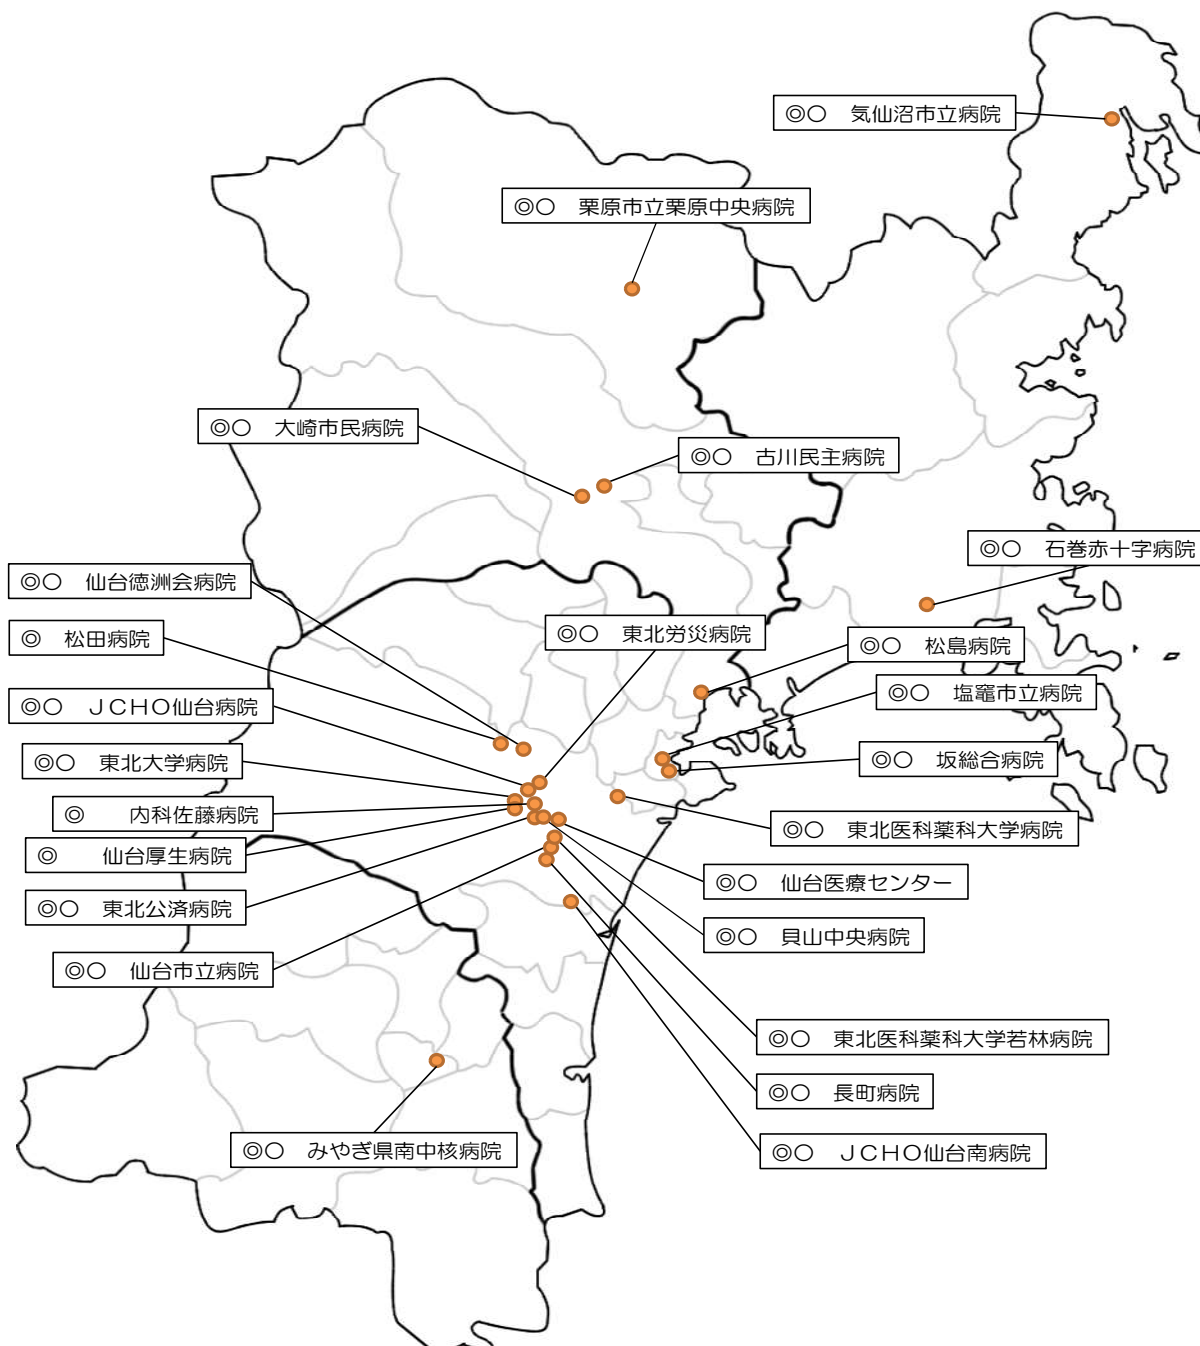 ◎○ 気仙沼市立病院
◎○ 栗原市立栗原中央病院
◎○ 大崎市民病院
◎○ 古川民主病院
◎○ 石巻赤十字病院
◎○ 仙台徳洲会病院
◎○ 東北労災病院
◎ 松田病院
◎○ 松島病院
◎○ 塩竈市立病院
◎○ JCHO仙台病院
◎○ 東北大学病院
◎○ 坂総合病院
◎ 内科佐藤病院
◎○ 東北医科薬科大学病院
◎ 仙台厚生病院
◎○ 仙台医療センター
◎○ 東北公済病院
◎○ 貝山中央病院
◎○ 仙台市立病院
◎○ 東北医科薬科大学若林病院
◎○ 長町病院
◎○ みやぎ県南中核病院
◎○ JCHO仙台南病院